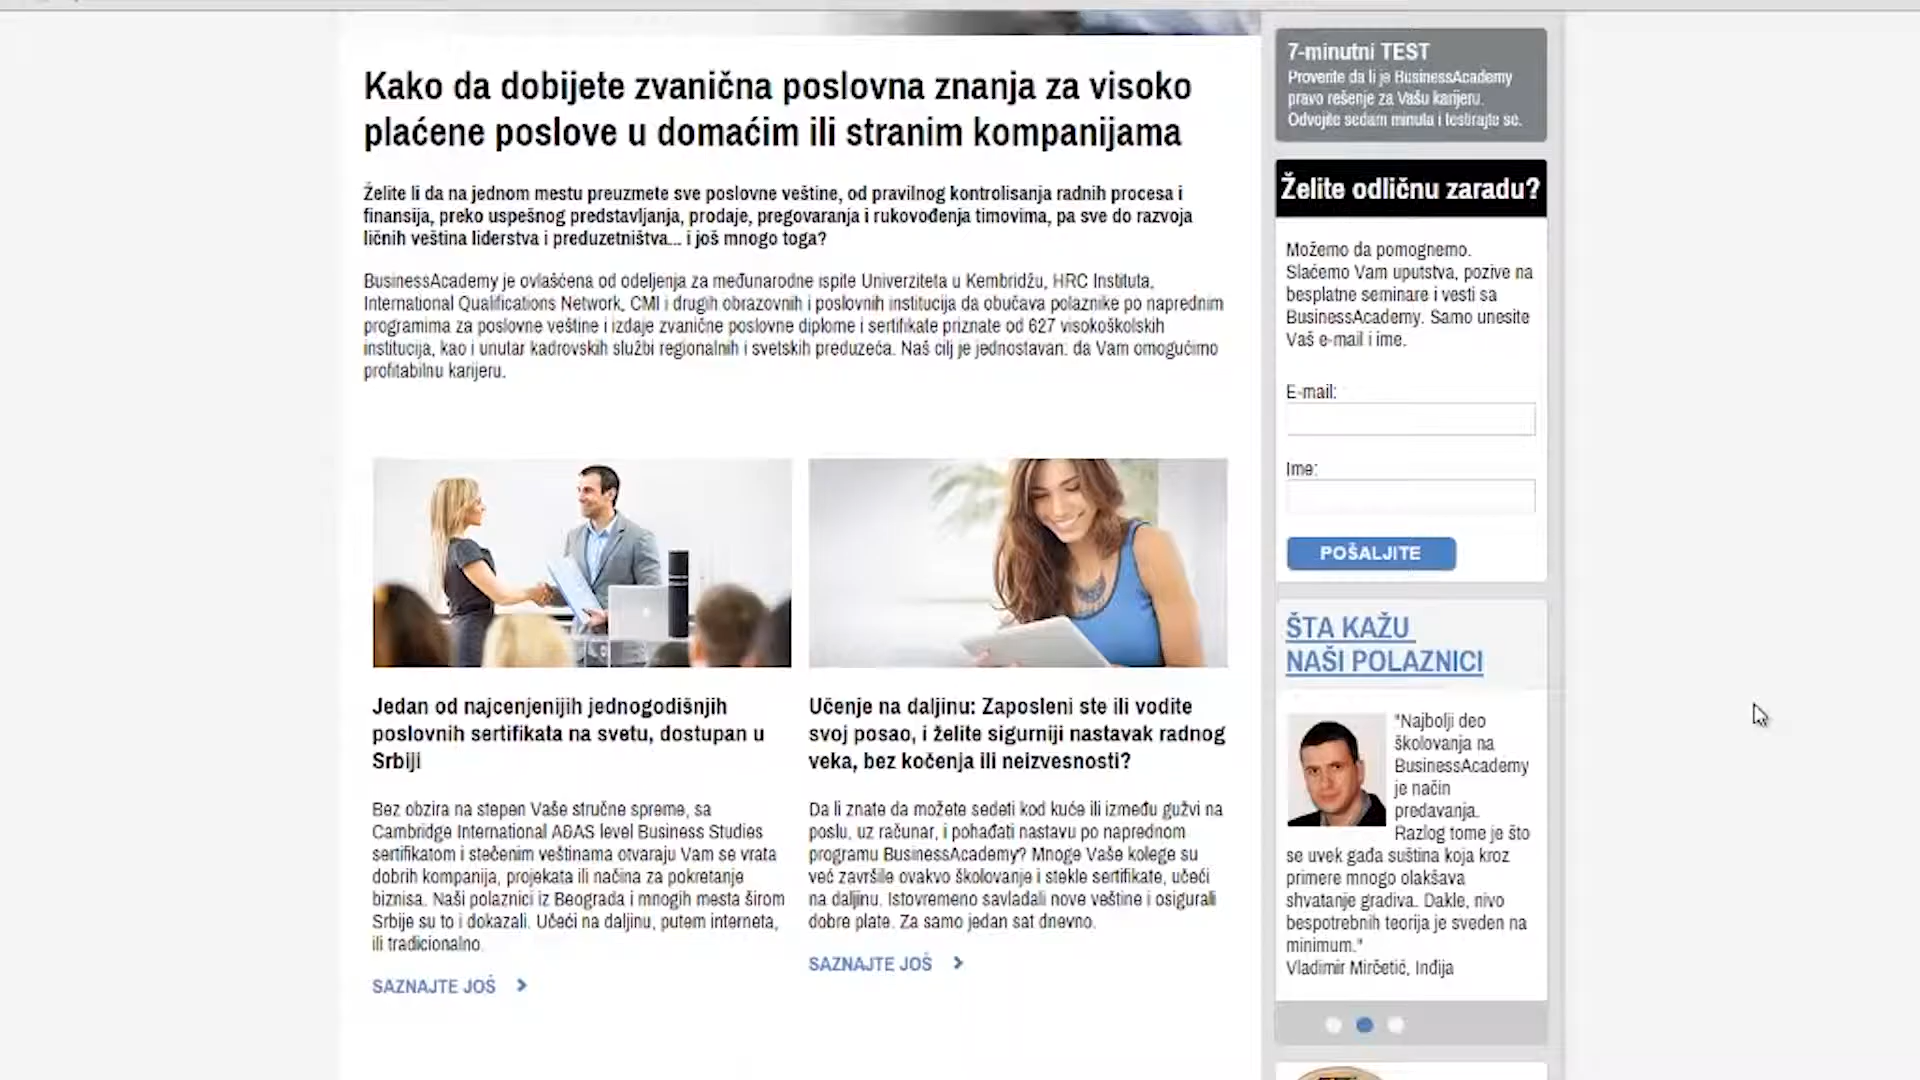 Kako da dobijete zvanična poslovna znanja za visoko
plaćene poslove u domaćim ili stranim kompanijama
Želite li da na jednom mestu preuzmete sve poslovne veštine, od pravilnog kontrolisanja radnih procesa i
finansija, preko uspešnog predstavljanja, prodaje, pregovaranja i rukovođenja timovima, pa sve do razvoja
ličnih veština liderstva i preduzetništva... i još mnogo toga?
BusinessAcademy je ovlašćena od odeljenja za međunarodne ispite Univerziteta u Kembridžu, HRC Instituta,
International Qualifications Network, CMI i drugih obrazovnih i poslovnih institucija da obučava polaznike po naprednim
programima za poslovne veštine i izdaje zvanične poslovne diplome i sertifikate priznate od 627 visokoškolskih
institucija, kao i unutar kadrovskih službi regionalnih i svetskih preduzeća. Naš cilj je jednostavan: da Vam omogućimo
profitabilnu karijeru.
Jedan od najcenjenijih jednogodišnjih
poslovnih sertifikata na svetu, dostupan u
Srbiji
Bez obzira na stepen Vaše stručne spreme, sa
Cambridge International A&AS level Business Studies
sertifikatom i stečenim veštinama otvaraju Vam se vrata
dobrih kompanija, projekata ili načina za pokretanje
biznisa. Naši polaznici iz Beograda i mnogih mesta širom
Srbije su to i dokazali. Učeći na daljinu, putem interneta,
ili tradicionalno.
SAZNAJTE JOŠ
Učenje na daljinu: Zaposleni ste ili vodite
svoj posao, i želite sigurniji nastavak radnog
veka, bez kočenja ili neizvesnosti?
Da li znate da možete sedeti kod kuće ili između gužvi na
poslu, uz računar, i pohađati nastavu po naprednom
programu BusinessAcademy? Mnoge Vaše kolege su
već završile ovakvo školovanje i stekle sertifikate, učeći
na daljinu. Istovremeno savladali nove veštine i osigurali
dobre plate. Za samo jedan sat dnevno.
SAZNAJTE JOŠ
7-minutni TEST
Proverite da li je BusinessAcademy
pravo rešenje za Vašu karijeru.
Odvojite sedam minuta i testirajte se.
Želite odličnu zaradu?
Možemo da pomognemo.
Slaćemo Vam uputstva, pozive na
besplatne seminare i vesti sa
BusinessAcademy. Samo unesite
Vaš e-mail i ime.
E-mail:
Ime:
POŠALJITE
ŠTA KAŽU
NAŠI POLAZNICI
"Najbolji deo
školovanja na
BusinessAcademy
je način
predavanja.
Razlog tome je što
se uvek gađa suština koja kroz
primere mnogo olakšava
shvatanje gradiva. Dakle, nivo
bespotrebnih teorija je sveden na
minimum."
Vladimir Mirčetić, Inđija